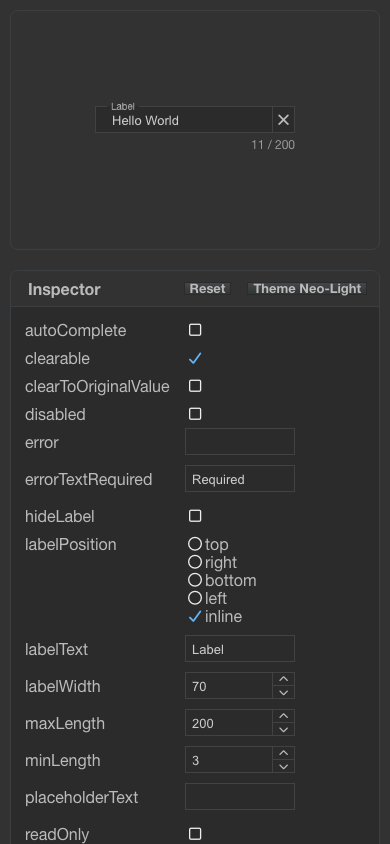 Label
Hello World
11 / 200
Inspector Reset Theme Neo-Light
autoComplete
clearable
clearToOriginalValue
disabled
error
errorTextRequired Required
hideLabel
labelPosition top
right
bottom
left
inline
labelText Label
labelWidth 70
maxLength 200
minLength 3
placeholderText
readOnly